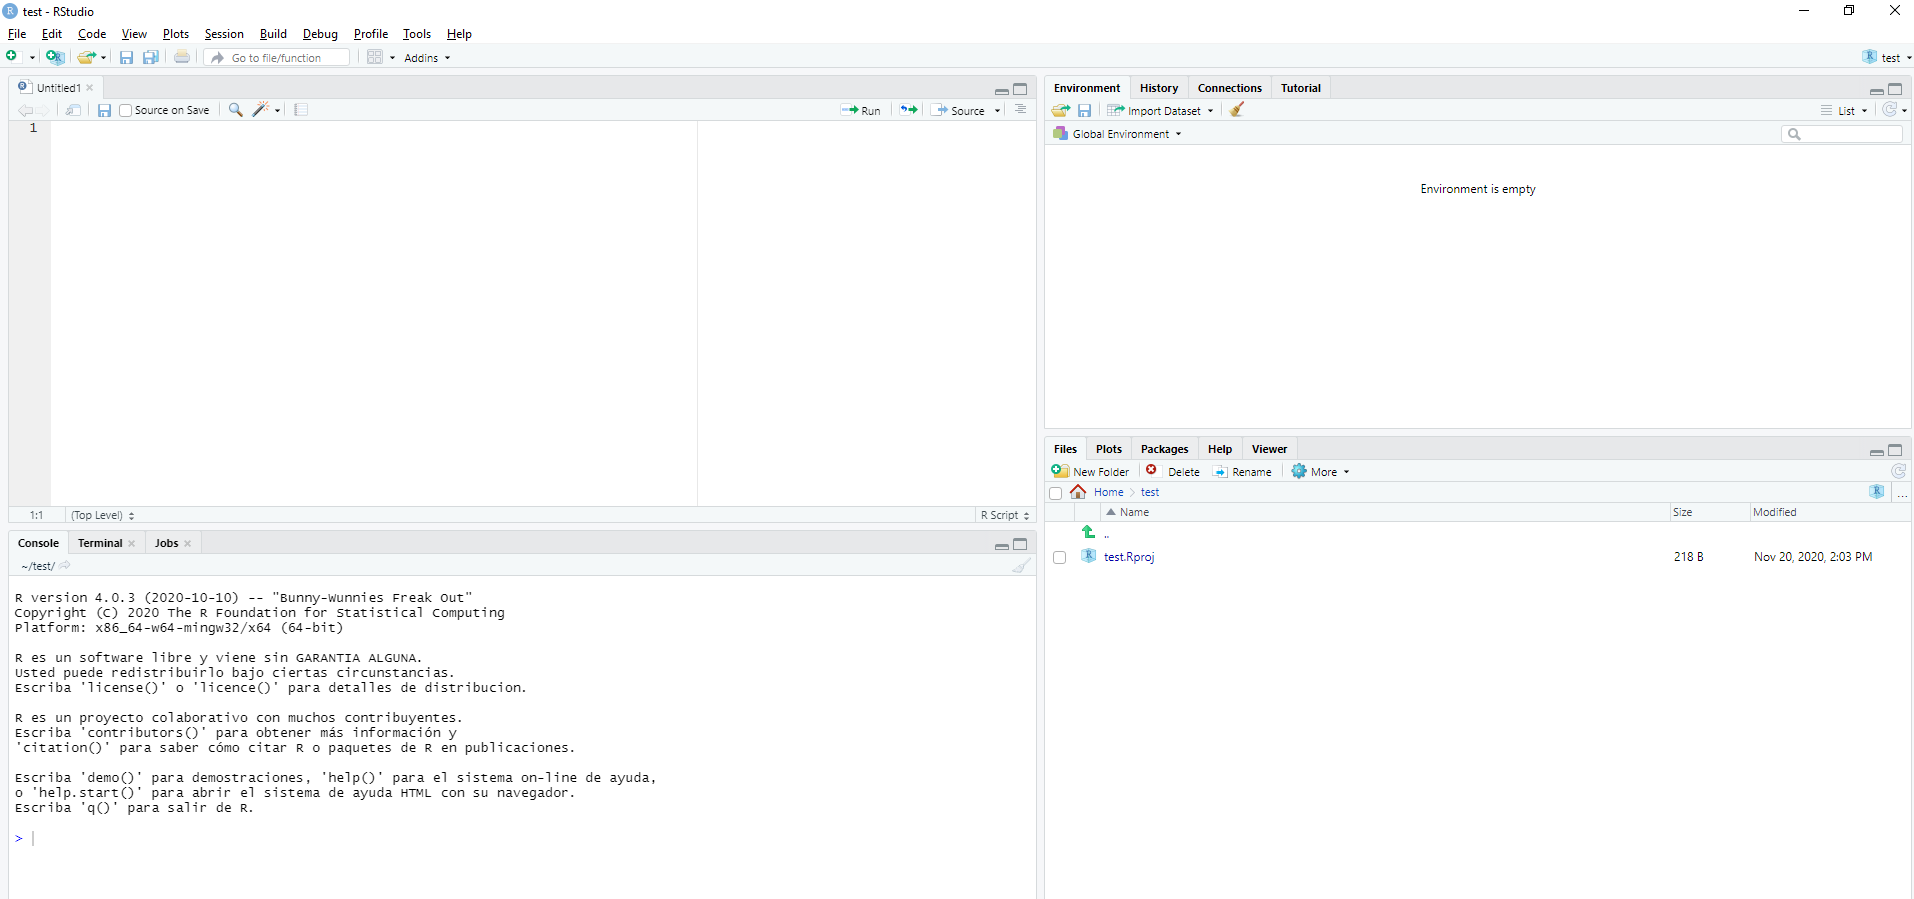 test - RStudio
File Edit Code View Plots Session Build Debug Profile Tools Help
Go to file/function Addins test
Untitled1
Source on Save Run Source
1
1:1 (Top Level) R Script
Console Terminal Jobs
~/test/
R version 4.0.3 (2020-10-10) -- "Bunny-Wunnies Freak Out"
Copyright (C) 2020 The R Foundation for Statistical Computing
Platform: x86_64-w64-mingw32/x64 (64-bit)
R es un software libre y viene sin GARANTIA ALGUNA.
Usted puede redistribuirlo bajo ciertas circunstancias.
Escriba 'license()' o 'licence()' para detalles de distribucion.
R es un proyecto colaborativo con muchos contribuyentes.
Escriba 'contributors()' para obtener más información y
'citation()' para saber cómo citar R o paquetes de R en publicaciones.
Escriba 'demo()' para demostraciones, 'help()' para el sistema on-line de ayuda,
o 'help.start()' para abrir el sistema de ayuda HTML con su navegador.
Escriba 'q()' para salir de R.
>
Environment History Connections Tutorial
Import Dataset List
Global Environment
Environment is empty
Files Plots Packages Help Viewer
New Folder Delete Rename More
Home test ...
Name Size Modified
..
test.Rproj 218 B Nov 20, 2020, 2:03 PM